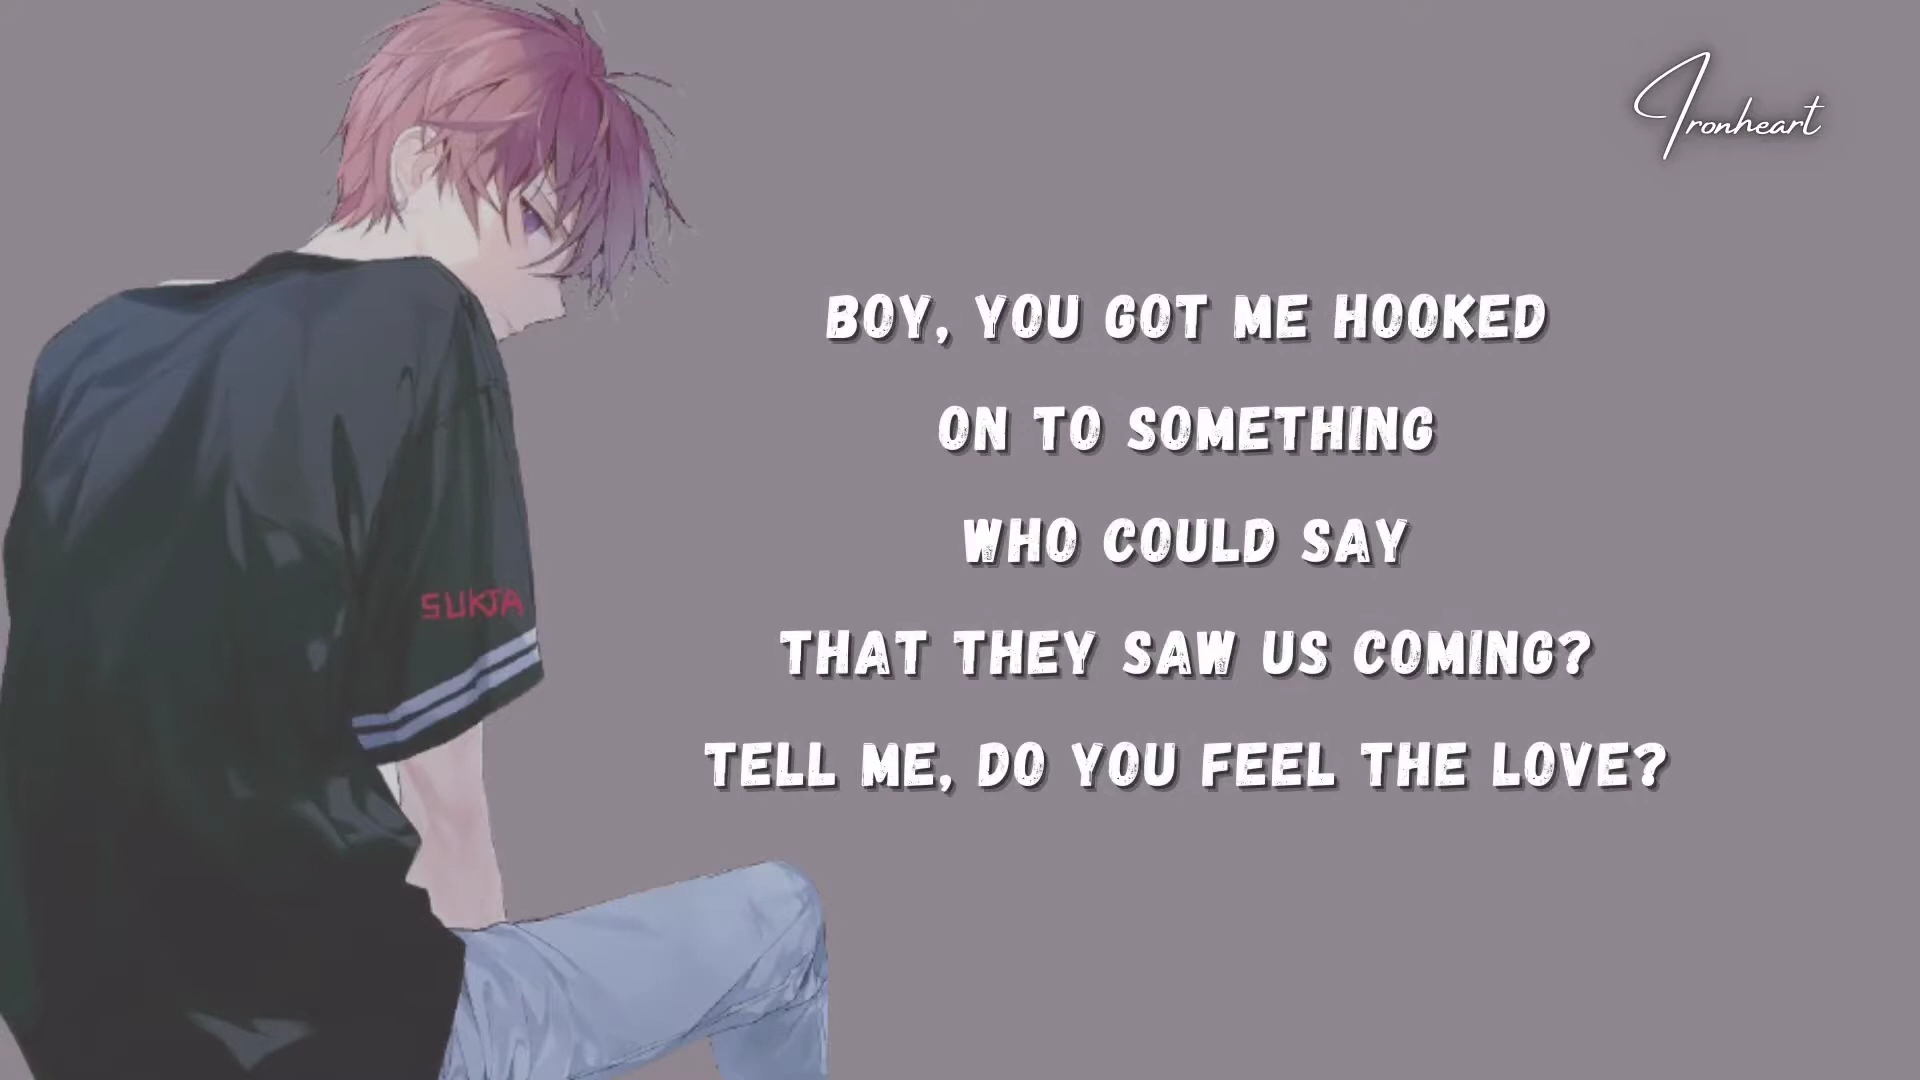 Ironheart
BOY, YOU GOT ME HOOKED
ON TO SOMETHING
WHO COULD SAY
THAT THEY SAW US COMING?
TELL ME, DO YOU FEEL THE LOVE?
SUKJA